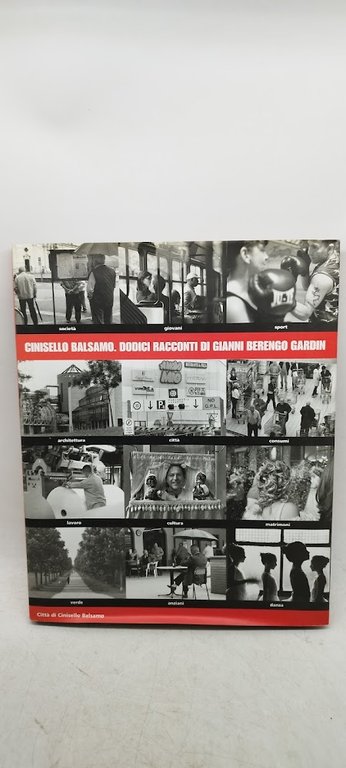 società giovani sport
CINISELLO BALSAMO. DODICI RACCONTI DI GIANNI BERENGO GARDIN
architettura città consumi
lavoro cultura matrimoni
verde anziani danza
Città di Cinisello Balsamo